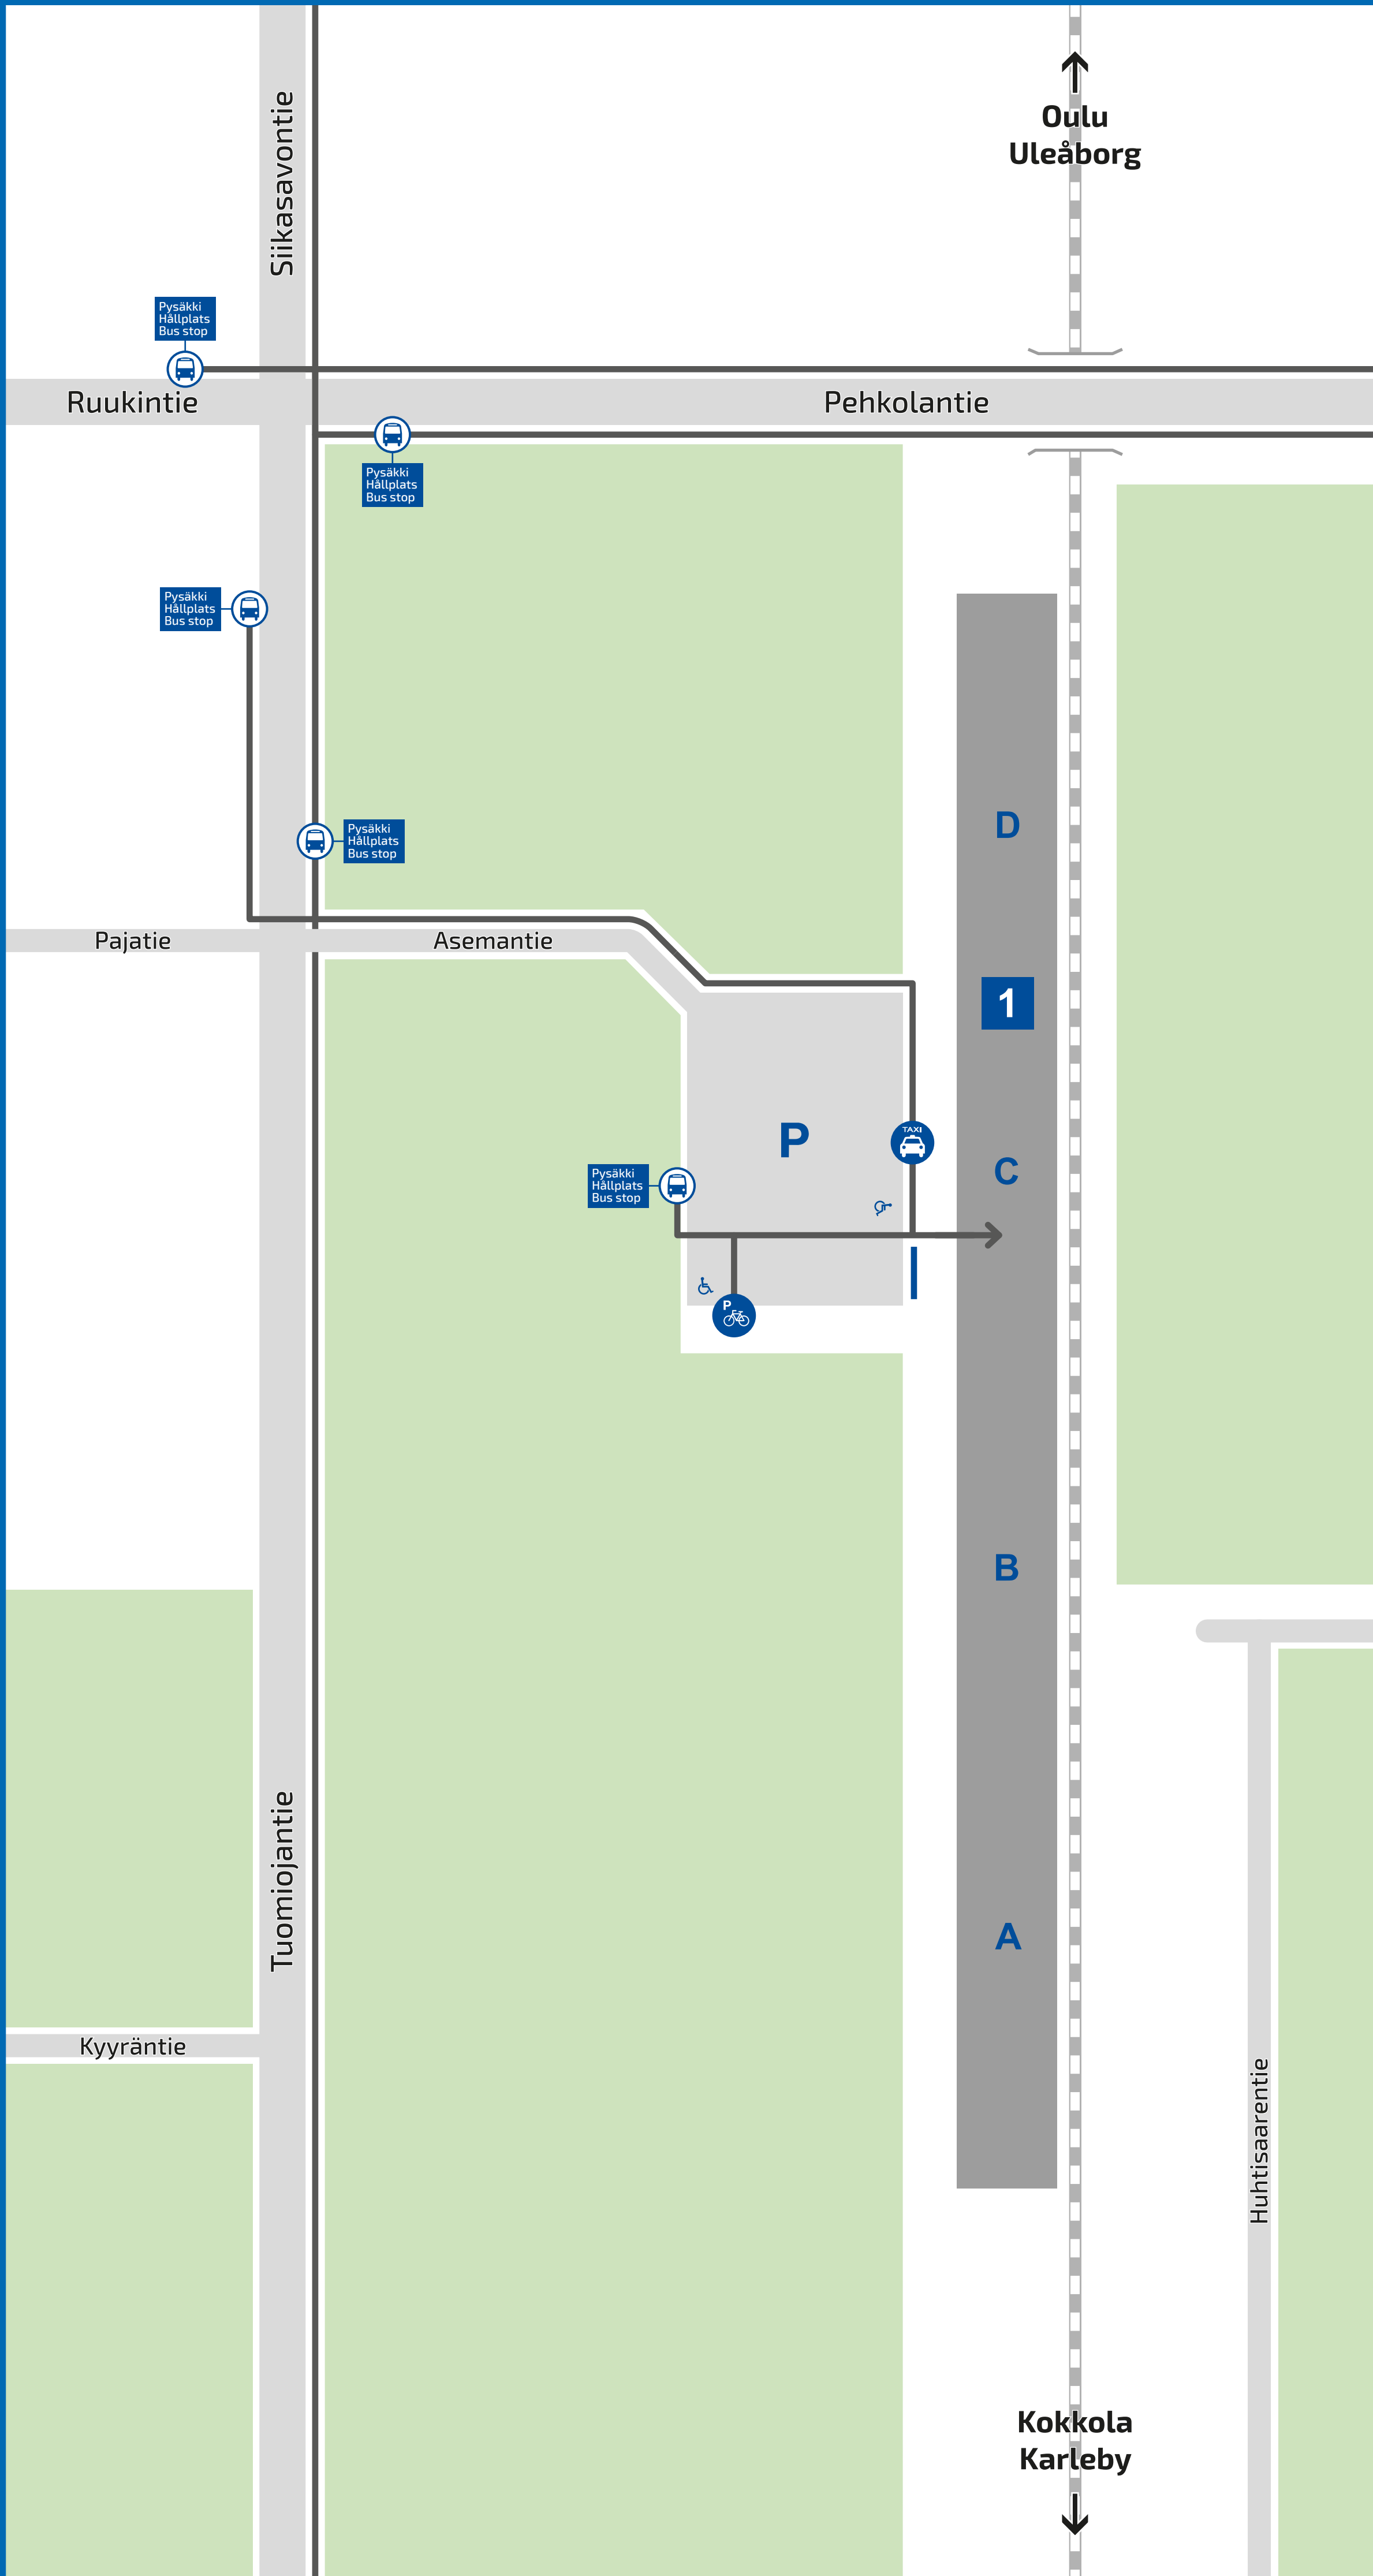 Oulu
Uleåborg
Siikasavontie
Pysäkki
Hållplats
Bus stop
Ruukintie
Pehkolantie
Pysäkki
Hållplats
Bus stop
Pysäkki
Hållplats
Bus stop
D
Pysäkki
Hållplats
Bus stop
Pajatie
Asemantie
1
TAXI
P
C
Pysäkki
Hållplats
Bus stop
P
B
Tuomiojantie
A
Kyyräntie
Huhtisaarentie
Kokkola
Karleby